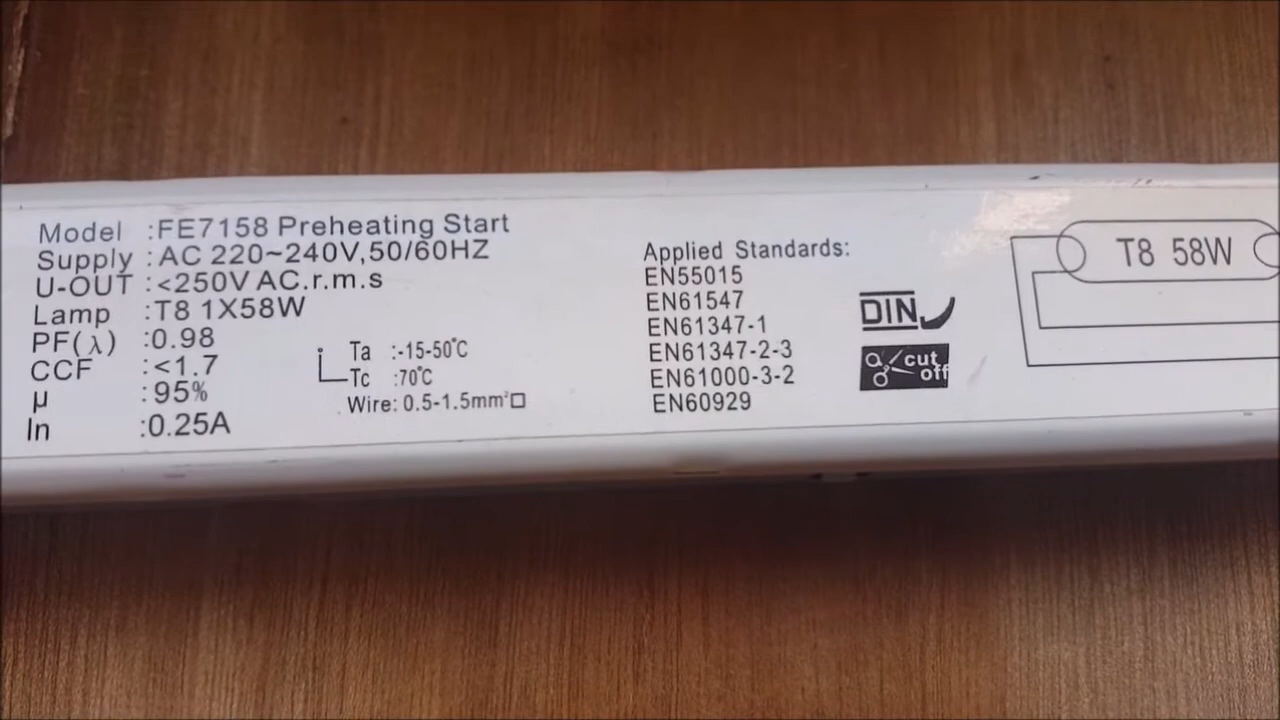 Model :FE7158 Preheating Start
Supply :AC 220~240V,50/60HZ
U-OUT :<250V AC.r.m.s
Lamp :T8 1X58W
PF(λ) :0.98
CCF :<1.7
μ :95%
In :0.25A
Ta :-15-50℃
Tc :70℃
Wire: 0.5-1.5mm²
Applied Standards:
EN55015
EN61547
EN61347-1
EN61347-2-3
EN61000-3-2
EN60929
DIN
cut
off
T8 58W